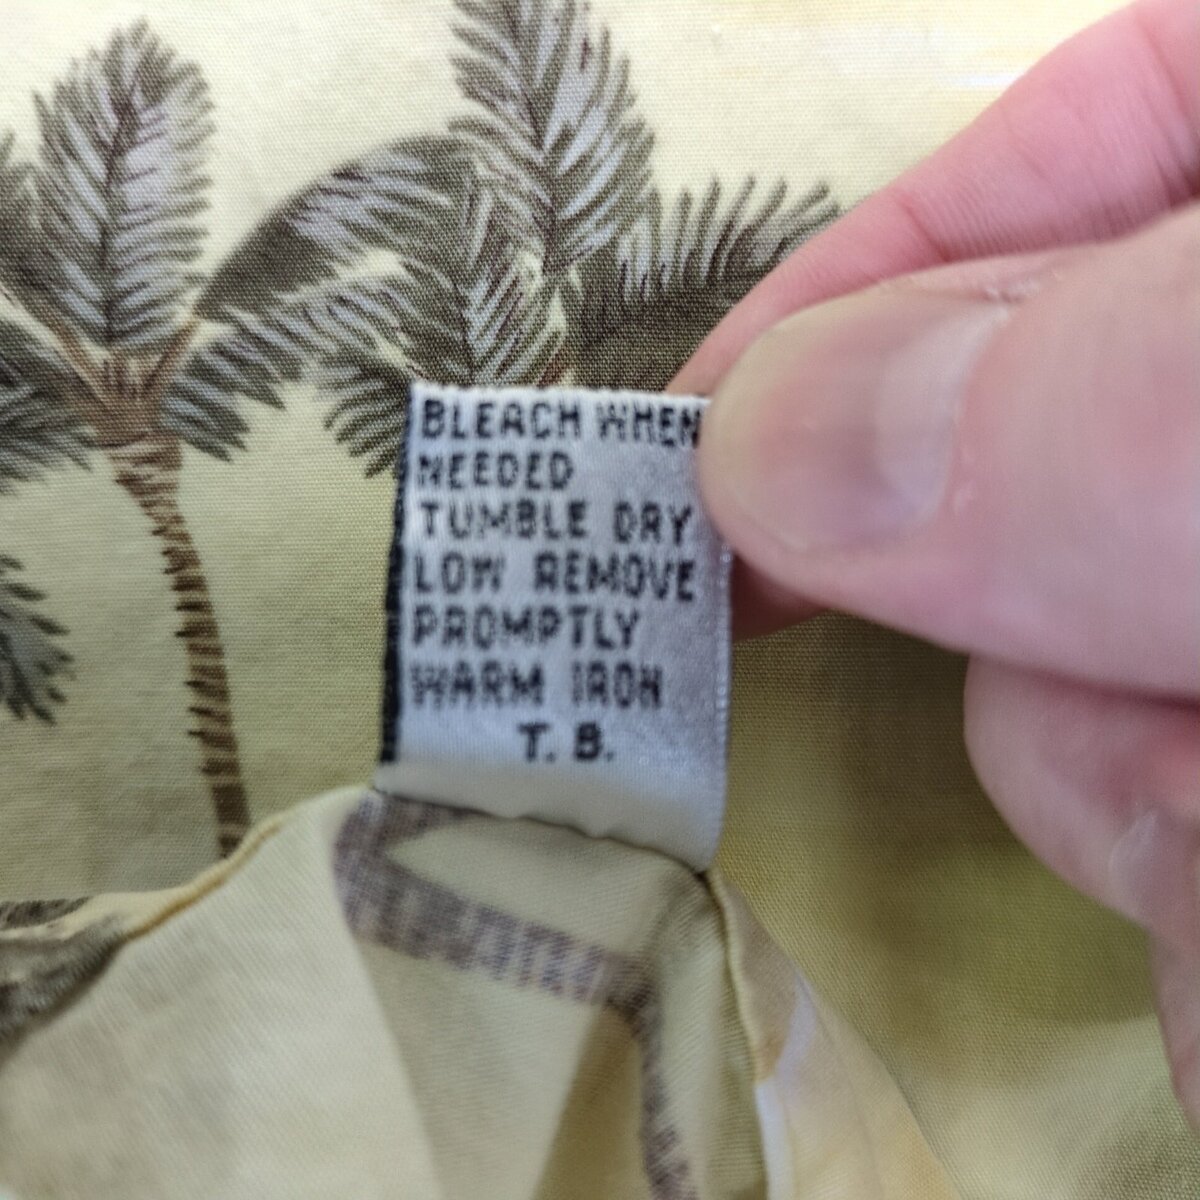 BLEACH WHEN
NEEDED
TUMBLE DRY
LOW REMOVE
PROMPTLY
WARM IRON
T. B.